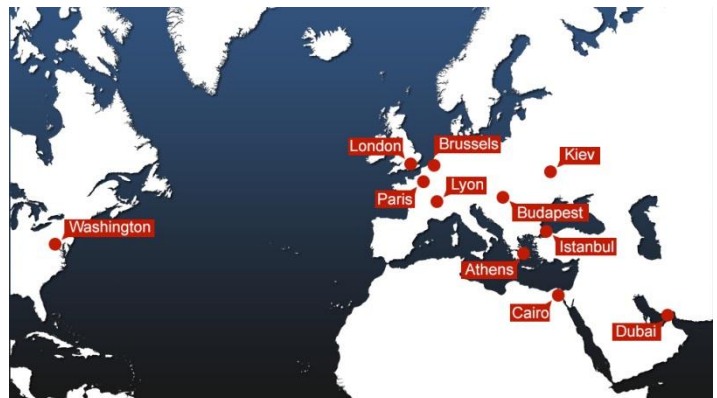 London
Brussels
Kiev
Paris
Lyon
Budapest
Washington
Istanbul
Athens
Cairo
Dubai